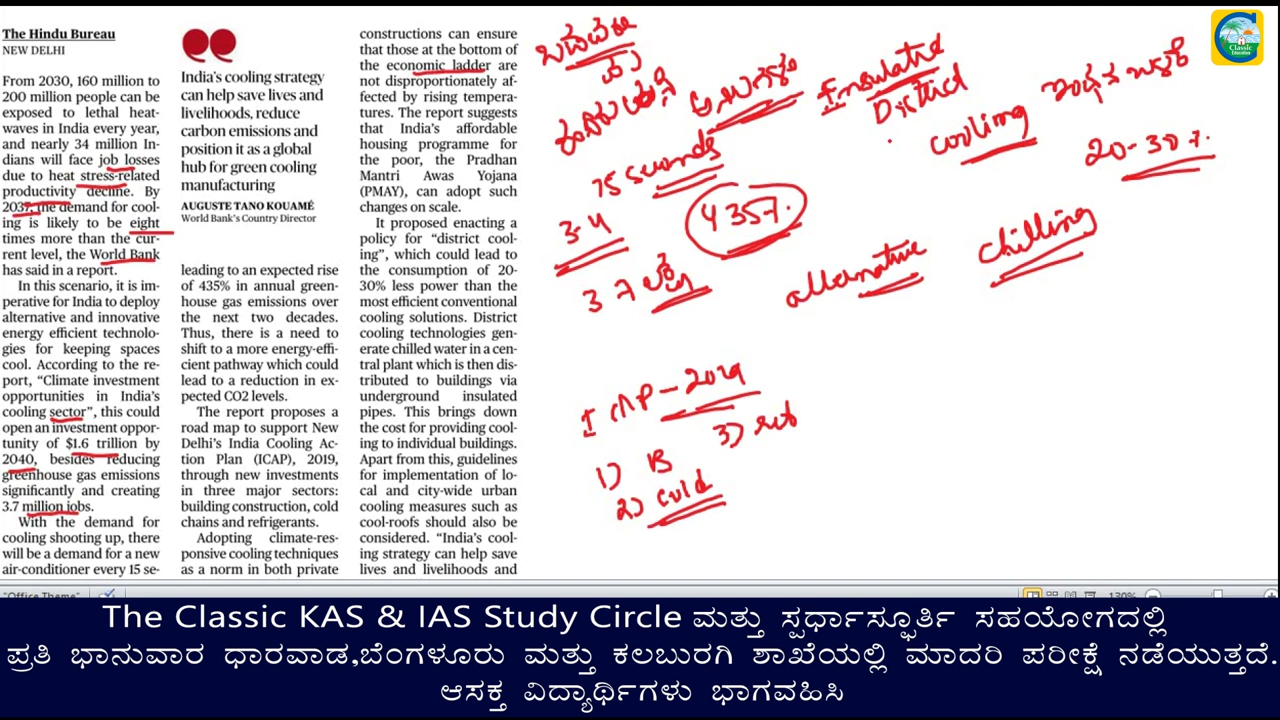 The Hindu Bureau
NEW DELHI
From 2030, 160 million to
200 million people can be
exposed to lethal heat-
waves in India every year,
and nearly 34 million In-
dians will face job losses
due to heat stress-related
productivity decline. By
2037, the demand for cool-
ing is likely to be eight
times more than the cur-
rent level, the World Bank
has said in a report.
In this scenario, it is im-
perative for India to deploy
alternative and innovative
energy efficient technolo-
gies for keeping spaces
cool. According to the re-
port, “Climate investment
opportunities in India’s
cooling sector”, this could
open an investment oppor-
tunity of $1.6 trillion by
2040, besides reducing
greenhouse gas emissions
significantly and creating
3.7 million jobs.
With the demand for
cooling shooting up, there
will be a demand for a new
air-conditioner every 15 se-
India’s cooling strategy
can help save lives and
livelihoods, reduce
carbon emissions and
position it as a global
hub for green cooling
manufacturing
AUGUSTE TANO KOUAMÉ
World Bank’s Country Director
leading to an expected rise
of 435% in annual green-
house gas emissions over
the next two decades.
Thus, there is a need to
shift to a more energy-effi-
cient pathway which could
lead to a reduction in ex-
pected CO2 levels.
The report proposes a
road map to support New
Delhi’s India Cooling Ac-
tion Plan (ICAP), 2019,
through new investments
in three major sectors:
building construction, cold
chains and refrigerants.
Adopting climate-res-
ponsive cooling techniques
as a norm in both private
constructions can ensure
that those at the bottom of
the economic ladder are
not disproportionately af-
fected by rising tempera-
tures. The report suggests
that India’s affordable
housing programme for
the poor, the Pradhan
Mantri Awas Yojana
(PMAY), can adopt such
changes on scale.
It proposed enacting a
policy for “district cool-
ing”, which could lead to
the consumption of 20-
30% less power than the
most efficient conventional
cooling solutions. District
cooling technologies gen-
erate chilled water in a cen-
tral plant which is then dis-
tributed to buildings via
underground insulated
pipes. This brings down
the cost for providing cool-
ing to individual buildings.
Apart from this, guidelines
for implementation of lo-
cal and city-wide urban
cooling measures such as
cool-roofs should also be
considered. “India’s cool-
ing strategy can help save
lives and livelihoods and
District
cooling
20-30%
15 seconds
3.4
435%
chilling
alternative
37 ಲಕ್ಷ
ICAP - 2019
1) B
2) cold
3)
Classic
Education
130%
The Classic KAS & IAS Study Circle ಮತ್ತು ಸ್ಪರ್ಧಾಸ್ಫೂರ್ತಿ ಸಹಯೋಗದಲ್ಲಿ
ಪ್ರತಿ ಭಾನುವಾರ ಧಾರವಾಡ,ಬೆಂಗಳೂರು ಮತ್ತು ಕಲಬುರಗಿ ಶಾಖೆಯಲ್ಲಿ ಮಾದರಿ ಪರೀಕ್ಷೆ ನಡೆಯುತ್ತದೆ.
ಆಸಕ್ತ ವಿದ್ಯಾರ್ಥಿಗಳು ಭಾಗವಹಿಸಿ